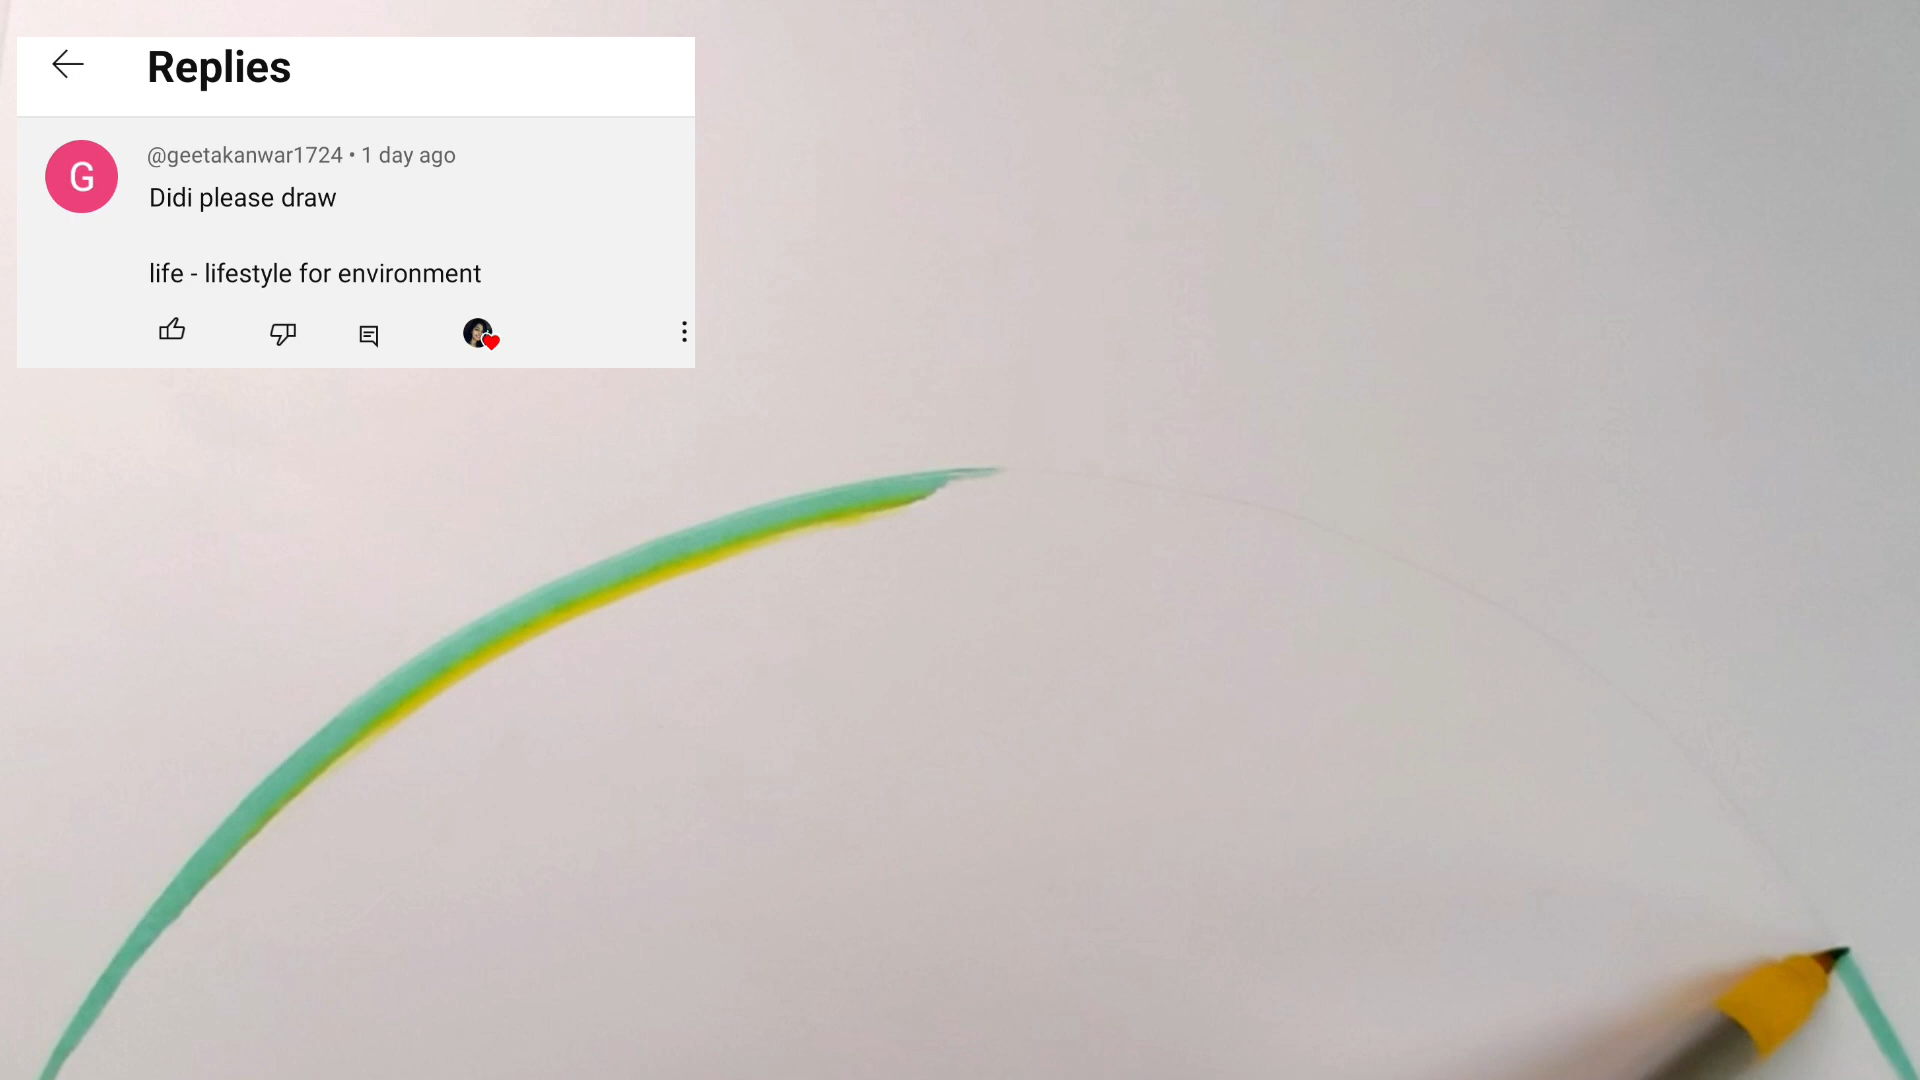 Replies
G
@geetakanwar1724 • 1 day ago
Didi please draw
life - lifestyle for environment